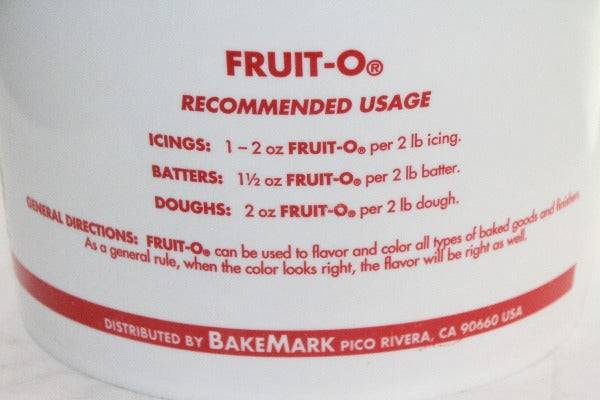 FRUIT-O®
RECOMMENDED USAGE
ICINGS: 1 – 2 oz FRUIT-O® per 2 lb icing.
BATTERS: 1½ oz FRUIT-O® per 2 lb batter.
DOUGHS: 2 oz FRUIT-O® per 2 lb dough.
GENERAL DIRECTIONS: FRUIT-O® can be used to flavor and color all types of baked goods and finishes.
As a general rule, when the color looks right, the flavor will be right as well.
DISTRIBUTED BY BAKEMARK PICO RIVERA, CA 90660 USA